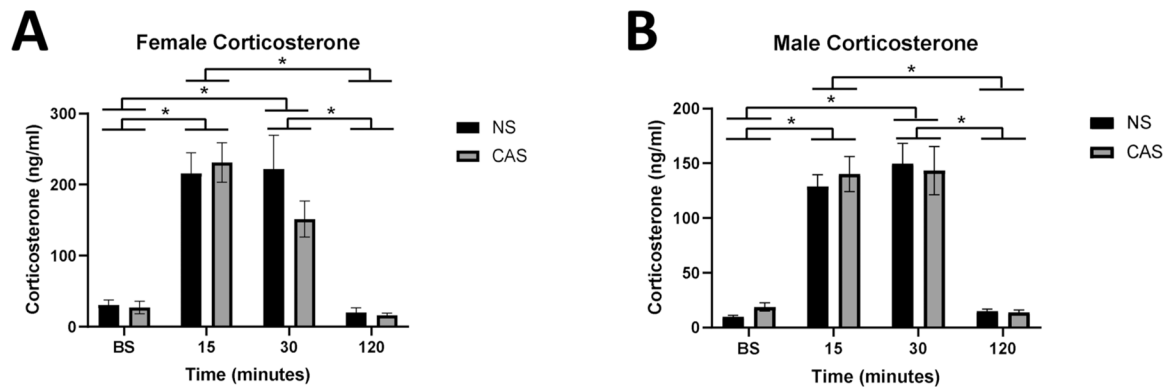 A
Female Corticosterone
*
*
*
*
300
200
100
0
Corticosterone (ng/ml)
BS 15 30 120
Time (minutes)
NS
CAS
B
Male Corticosterone
*
*
*
*
200
150
100
50
0
Corticosterone (ng/ml)
BS 15 30 120
Time (minutes)
NS
CAS